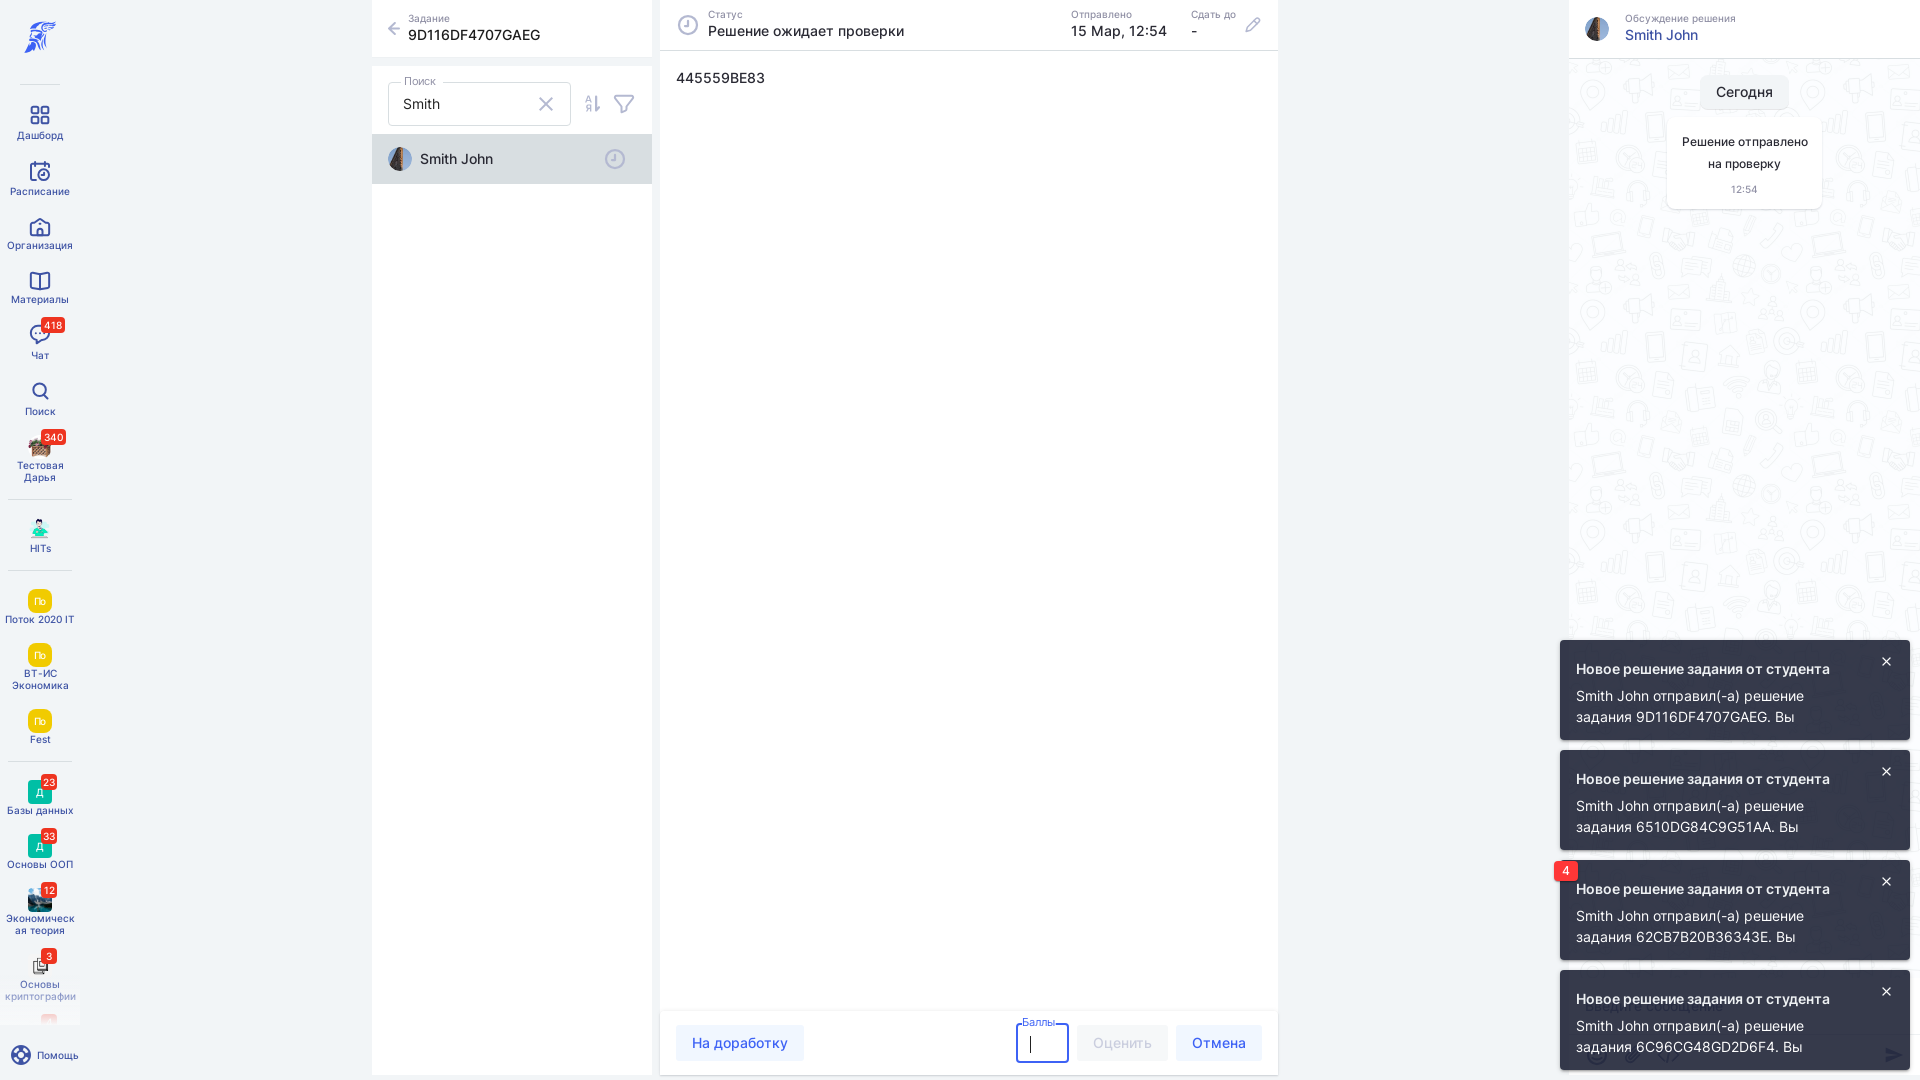 Дашборд
Расписание
Организация
Материалы
418
Чат
Поиск
340
Тестовая
Дарья
HITs
По
Поток 2020 IT
По
ВТ-ИС
Экономика
По
Fest
23
Д
Базы данных
33
Д
Основы ООП
12
Экономическ
ая теория
3
Основы
криптографии
Помощь
Задание
9D116DF4707GAEG
Поиск
Smith
Smith John
Статус
Решение ожидает проверки
Отправлено
15 Мар, 12:54
Сдать до
-
445559BE83
На доработку
Баллы
Оценить
Отмена
Обсуждение решения
Smith John
Сегодня
Решение отправлено
на проверку
12:54
Новое решение задания от студента
Smith John отправил(-а) решение
задания 9D116DF4707GAEG. Вы
Новое решение задания от студента
Smith John отправил(-а) решение
задания 6510DG84C9G51AA. Вы
4
Новое решение задания от студента
Smith John отправил(-а) решение
задания 62CB7B20B36343E. Вы
Новое решение задания от студента
Smith John отправил(-а) решение
задания 6C96CG48GD2D6F4. Вы